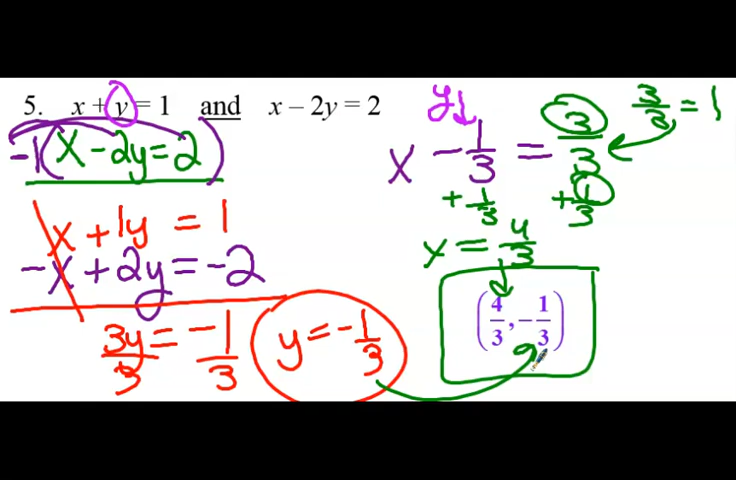 5. x + y = 1 and x – 2y = 2
-1(x - 2y = 2)
x + 1y = 1
-x + 2y = -2
3y/3 = -1/3
y = -1/3
y↓
x - 1/3 = 3/3
3/3 = 1
+ 1/3 + 1/3
x = 4/3
(4/3, -1/3)